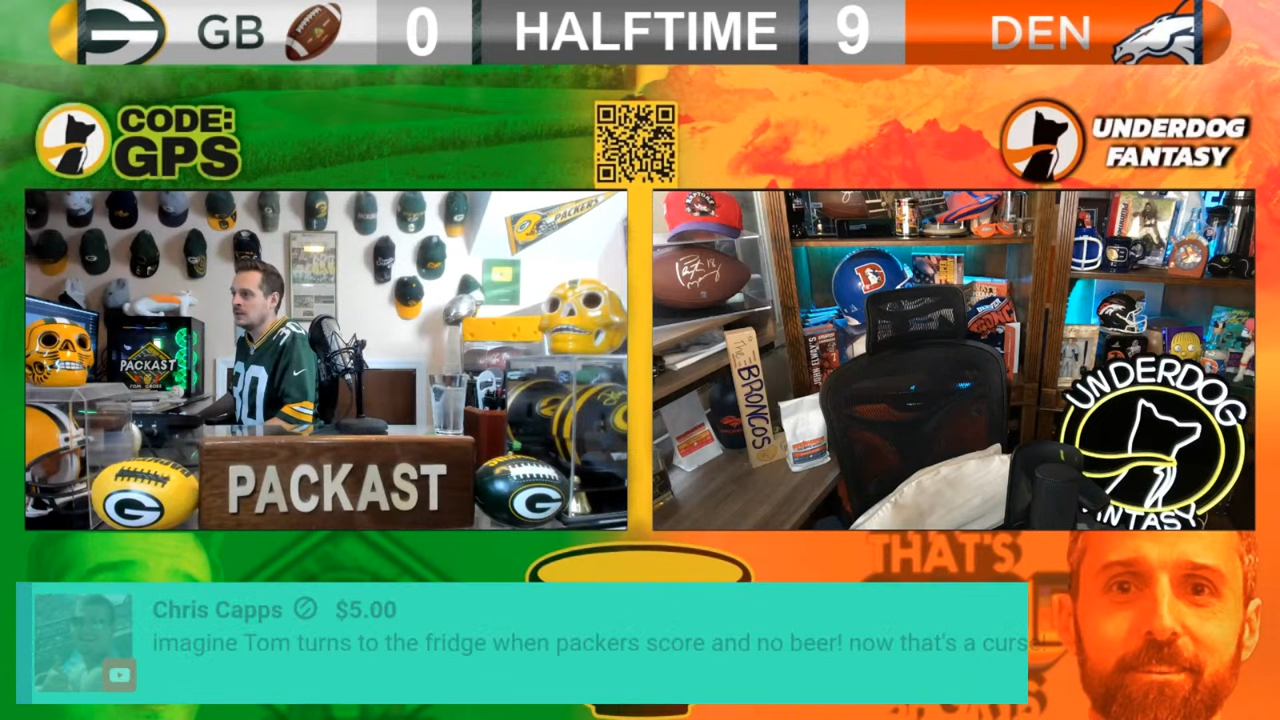 GB 0 HALFTIME 9 DEN
CODE:
GPS
UNDERDOG
FANTASY
PACKERS
PACKAST
The BRONCOS
UNDERDOG
FANTASY
PACKAST
THAT'S
Chris Capps $5.00
imagine Tom turns to the fridge when packers score and no beer! now that's a curse!